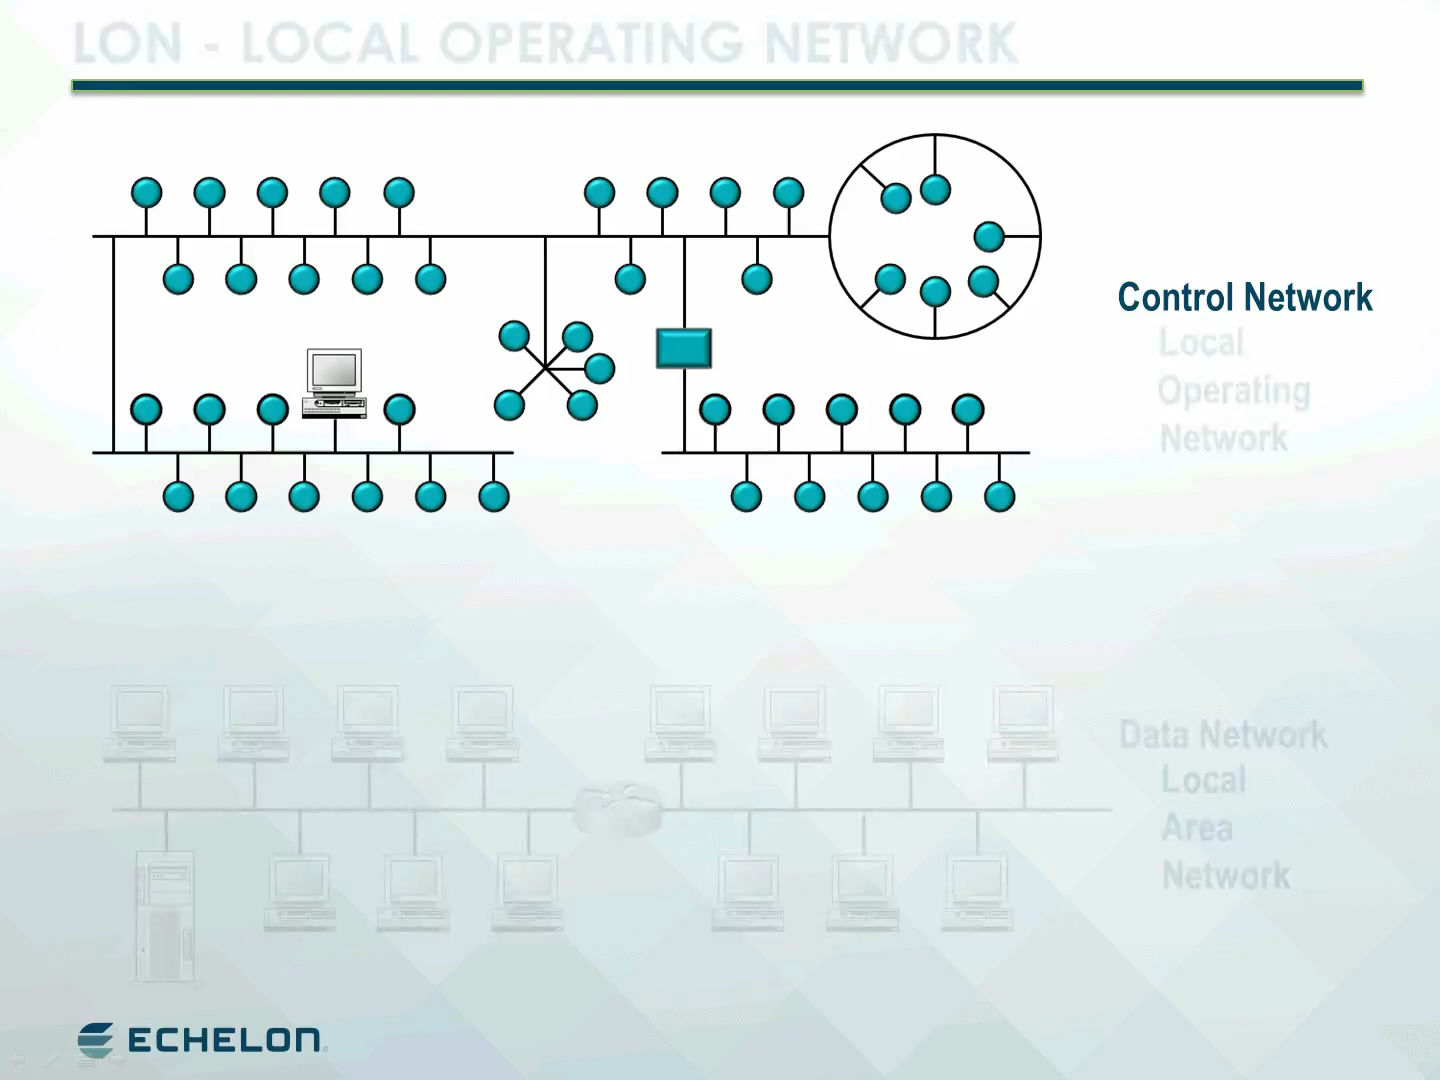 LON - LOCAL OPERATING NETWORK
Control Network
Local
Operating
Network
Data Network
Local
Area
Network
ECHELON